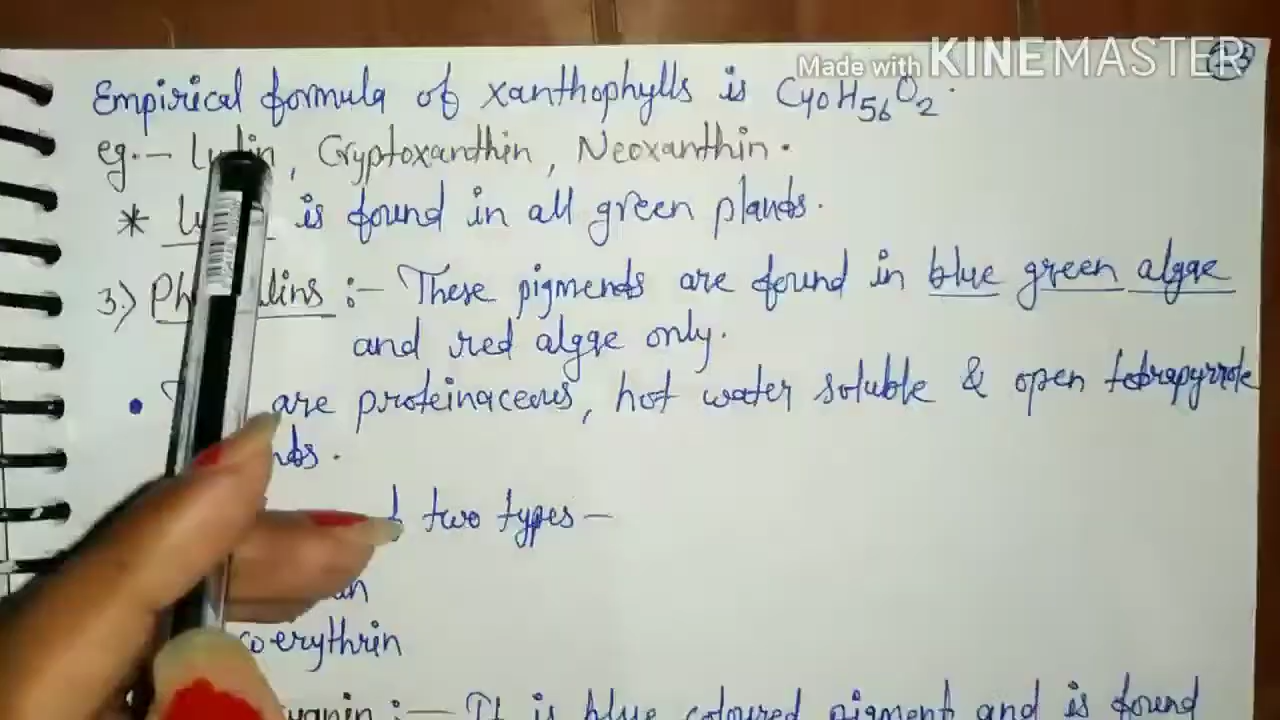 Made with KINEMASTER
Empirical formula of xanthophylls is C40H56O2.
eg.:- , Cryptoxanthin, Neoxanthin.
* is found in all green plants.
3.) :- These pigments are found in blue green algae
and red algae only.
• are proteinaceous, hot water soluble & open tetrapyrrole
two types –
:- It is blue coloured pigment and is found